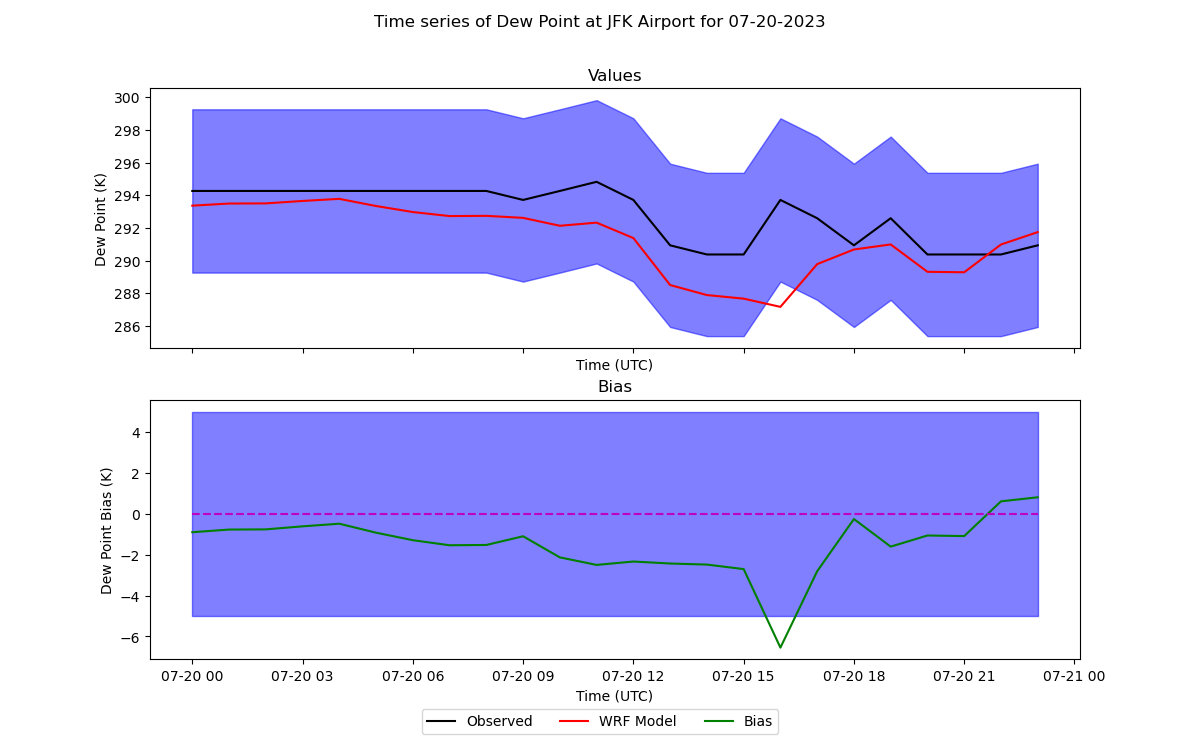 Time series of Dew Point at JFK Airport for 07-20-2023
Values
Dew Point (K)
300
298
296
294
292
290
288
286
Time (UTC)
Bias
Dew Point Bias (K)
4
2
0
−2
−4
−6
07-20 00 07-20 03 07-20 06 07-20 09 07-20 12 07-20 15 07-20 18 07-20 21 07-21 00
Time (UTC)
Observed WRF Model Bias